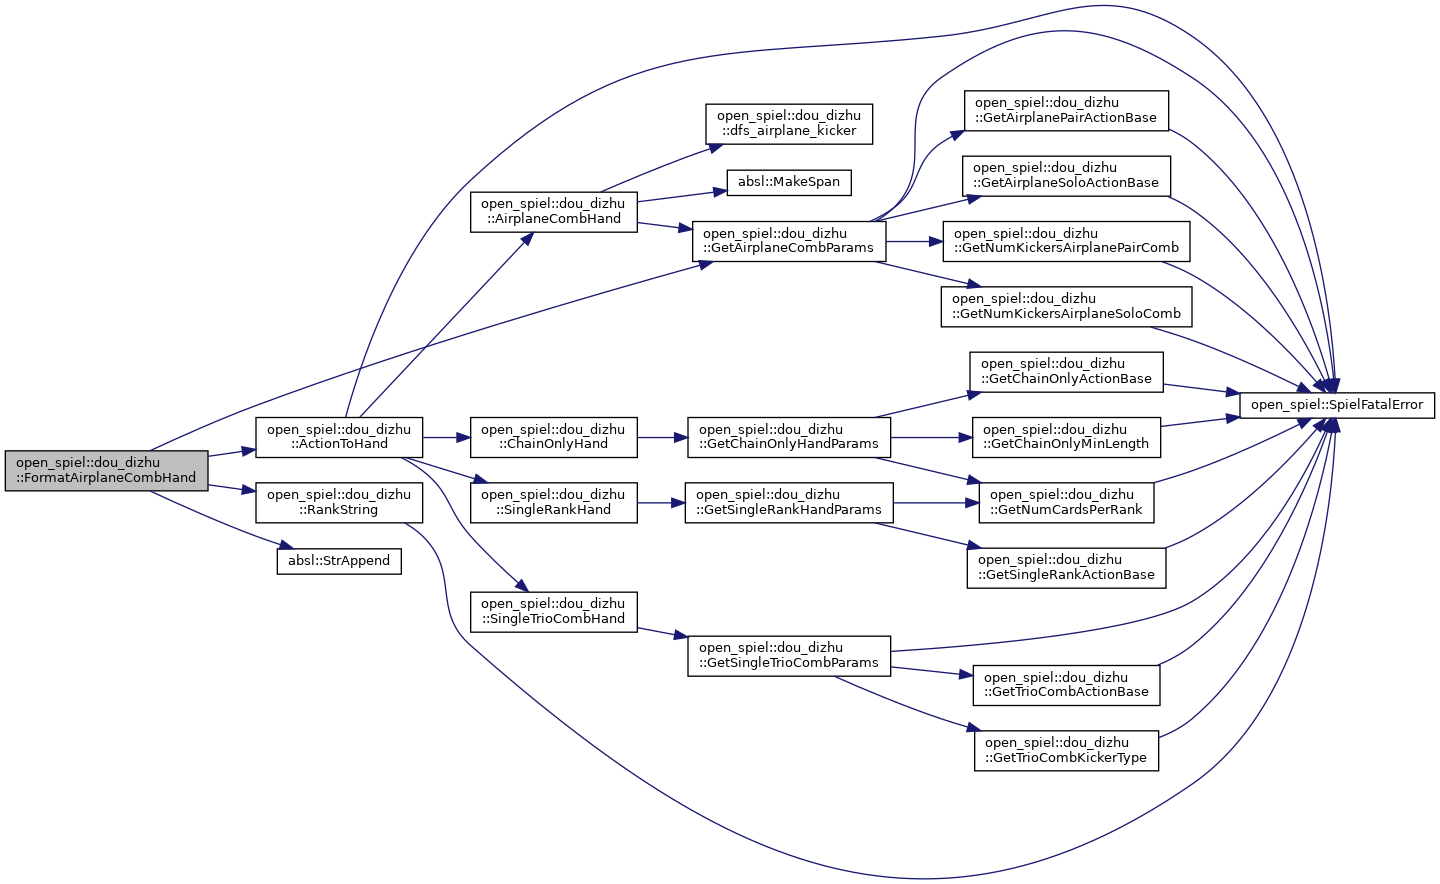 open_spiel::dou_dizhu
::FormatAirplaneCombHand
open_spiel::dou_dizhu
::ActionToHand
open_spiel::dou_dizhu
::RankString
absl::StrAppend
open_spiel::dou_dizhu
::AirplaneCombHand
open_spiel::dou_dizhu
::ChainOnlyHand
open_spiel::dou_dizhu
::SingleRankHand
open_spiel::dou_dizhu
::SingleTrioCombHand
open_spiel::dou_dizhu
::dfs_airplane_kicker
absl::MakeSpan
open_spiel::dou_dizhu
::GetAirplaneCombParams
open_spiel::dou_dizhu
::GetChainOnlyHandParams
open_spiel::dou_dizhu
::GetSingleRankHandParams
open_spiel::dou_dizhu
::GetSingleTrioCombParams
open_spiel::dou_dizhu
::GetAirplanePairActionBase
open_spiel::dou_dizhu
::GetAirplaneSoloActionBase
open_spiel::dou_dizhu
::GetNumKickersAirplanePairComb
open_spiel::dou_dizhu
::GetNumKickersAirplaneSoloComb
open_spiel::dou_dizhu
::GetChainOnlyActionBase
open_spiel::dou_dizhu
::GetChainOnlyMinLength
open_spiel::dou_dizhu
::GetNumCardsPerRank
open_spiel::dou_dizhu
::GetSingleRankActionBase
open_spiel::dou_dizhu
::GetTrioCombActionBase
open_spiel::dou_dizhu
::GetTrioCombKickerType
open_spiel::SpielFatalError